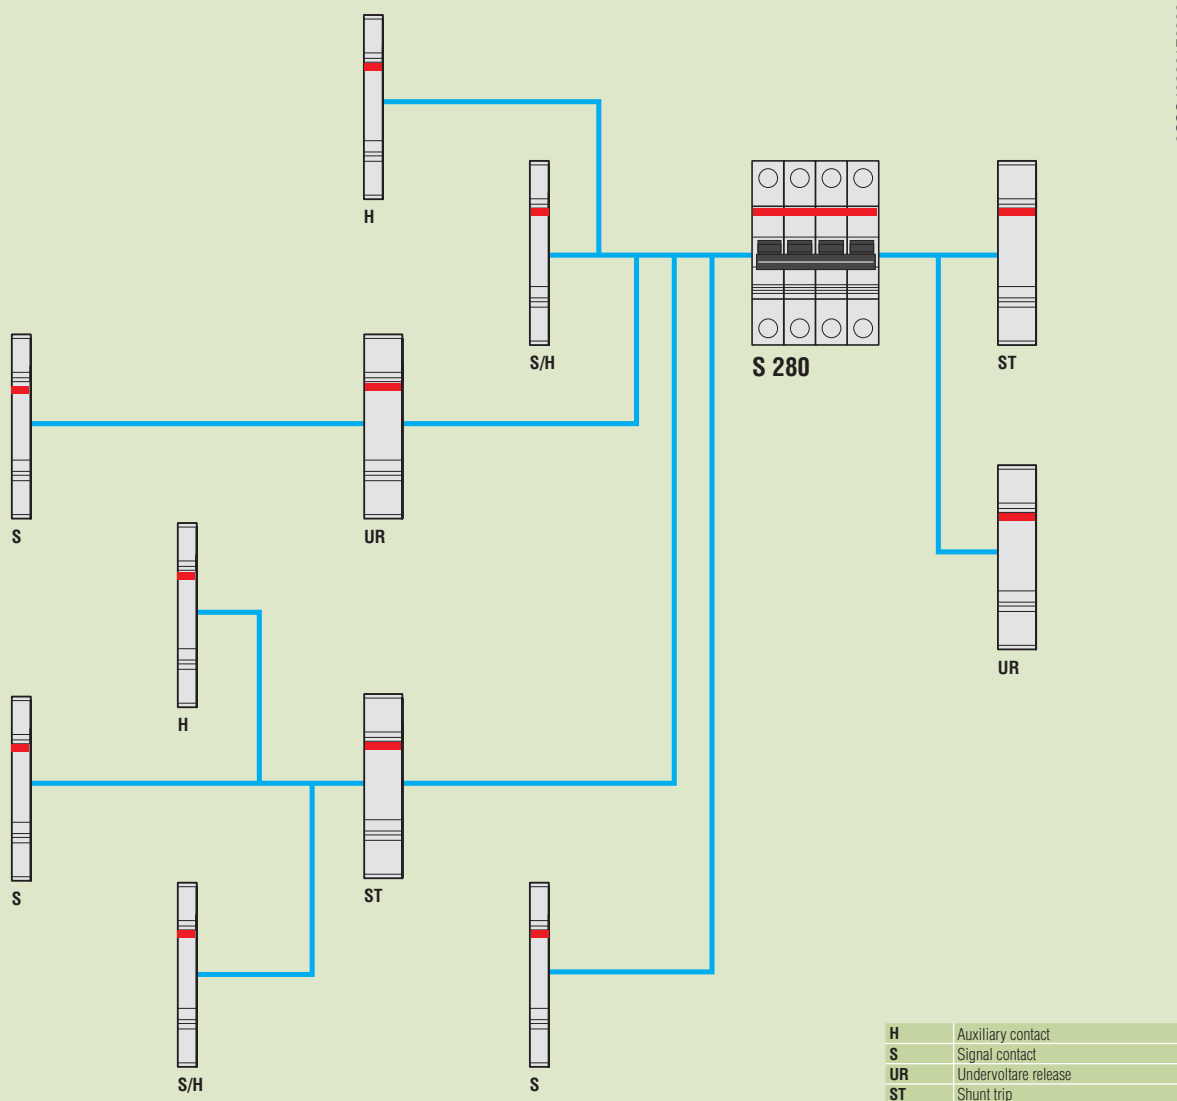 H
S/H
S 280
ST
S
UR
H
UR
S
ST
S/H
S
H Auxiliary contact
S Signal contact
UR Undervoltare release
ST Shunt trip